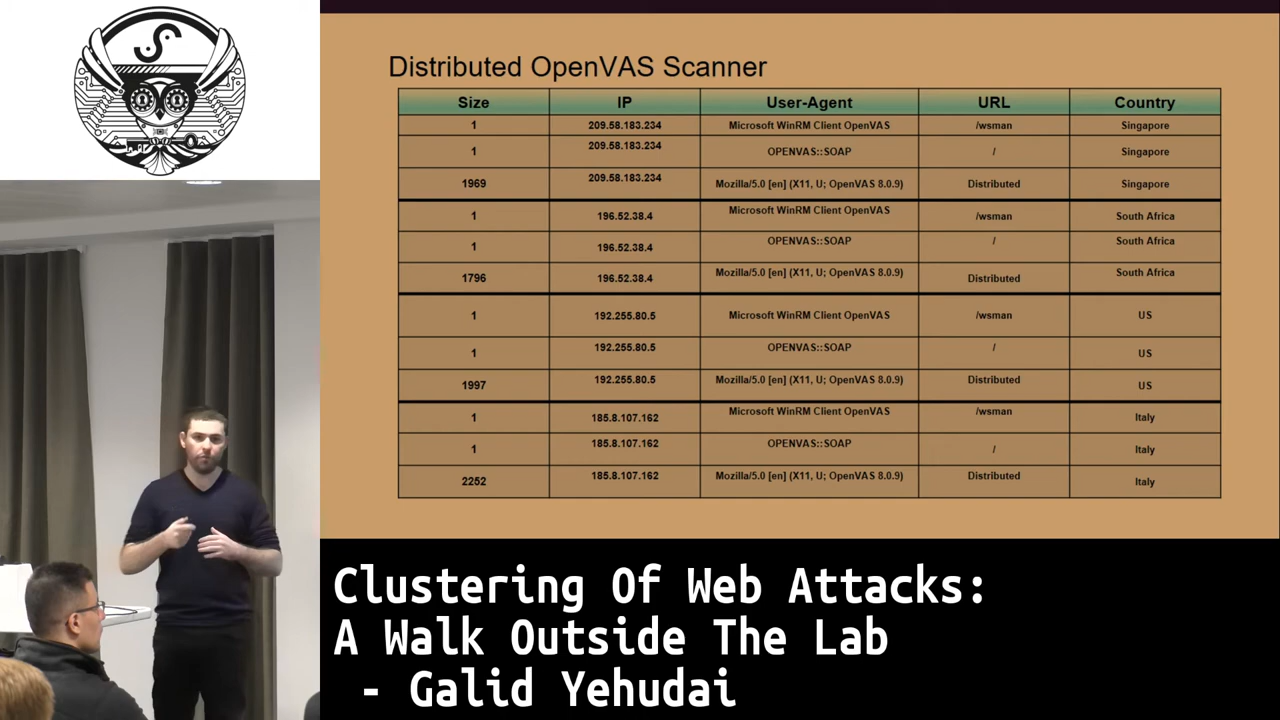 Distributed OpenVAS Scanner
Size IP User-Agent URL Country
1 209.58.183.234 Microsoft WinRM Client OpenVAS /wsman Singapore
1 209.58.183.234 OPENVAS::SOAP / Singapore
1969 209.58.183.234 Mozilla/5.0 [en] (X11, U; OpenVAS 8.0.9) Distributed Singapore
1 196.52.38.4 Microsoft WinRM Client OpenVAS /wsman South Africa
1 196.52.38.4 OPENVAS::SOAP / South Africa
1796 196.52.38.4 Mozilla/5.0 [en] (X11, U; OpenVAS 8.0.9) Distributed South Africa
1 192.255.80.5 Microsoft WinRM Client OpenVAS /wsman US
1 192.255.80.5 OPENVAS::SOAP / US
1997 192.255.80.5 Mozilla/5.0 [en] (X11, U; OpenVAS 8.0.9) Distributed US
1 185.8.107.162 Microsoft WinRM Client OpenVAS /wsman Italy
1 185.8.107.162 OPENVAS::SOAP / Italy
2252 185.8.107.162 Mozilla/5.0 [en] (X11, U; OpenVAS 8.0.9) Distributed Italy
Clustering Of Web Attacks:
A Walk Outside The Lab
- Galid Yehudai